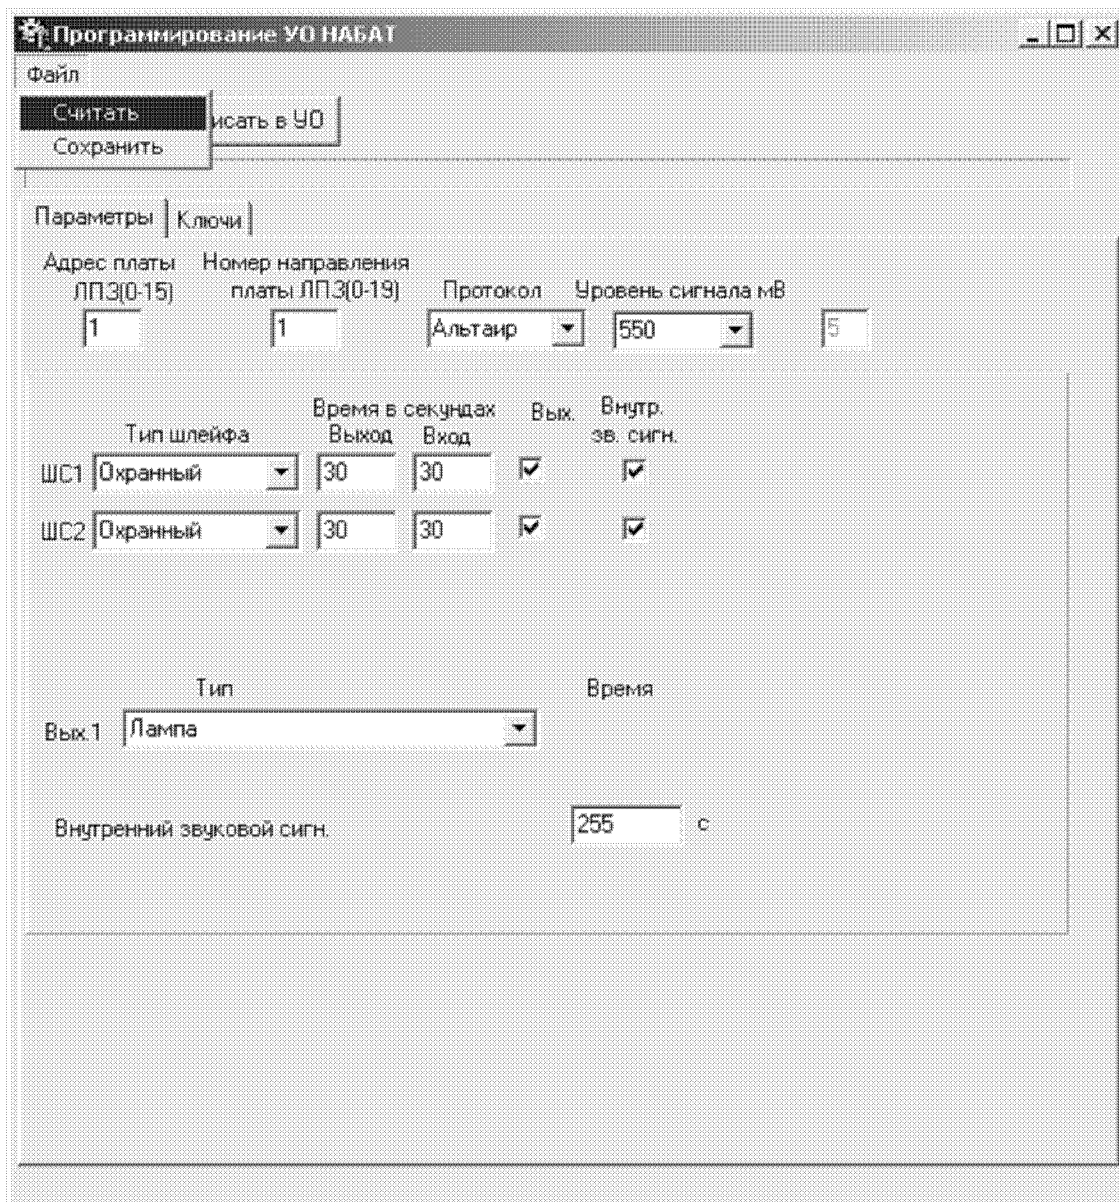 Программирование УО НАБАТ
Файл
Считать
Сохранить
исать в УО
Параметры Ключи
Адрес платы Номер направления
ЛПЗ(0-15) платы ЛПЗ(0-19) Протокол Уровень сигнала мВ
1 1 Альтаир 550 5
Время в секундах Вых. Внутр.
Тип шлейфа Выход Вход зв. сигн.
ШС1 Охранный 30 30
ШС2 Охранный 30 30
Тип Время
Вых.1 Лампа
Внутренний звуковой сигн. 255 с